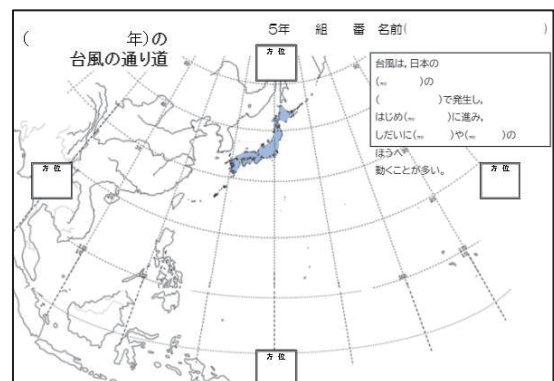 5年　組　番　名前(　　　)
(　　　年)の
台風の通り道
方位
台風は，日本の
(　　　)の
(　　　)で発生し，
はじめ(　　　)に進み，
しだいに(　　　)や(　　　)の
ほうへ
動くことが多い。
方位
方位
方位